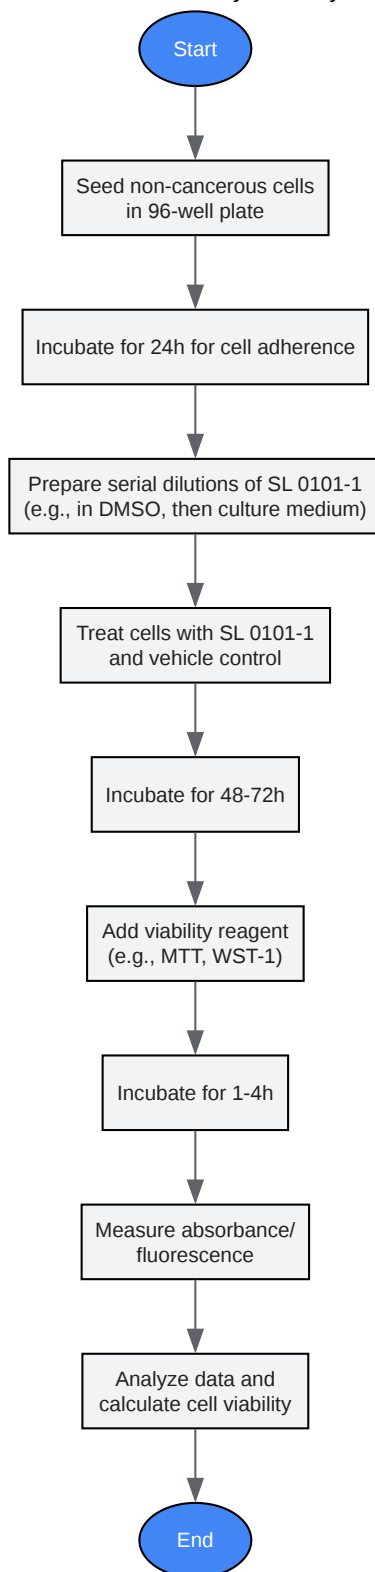 Start
Seed non-cancerous cells
in 96-well plate
Incubate for 24h for cell adherence
Prepare serial dilutions of SL 0101-1
(e.g., in DMSO, then culture medium)
Treat cells with SL 0101-1
and vehicle control
Incubate for 48-72h
Add viability reagent
(e.g., MTT, WST-1)
Incubate for 1-4h
Measure absorbance/
fluorescence
Analyze data and
calculate cell viability
End